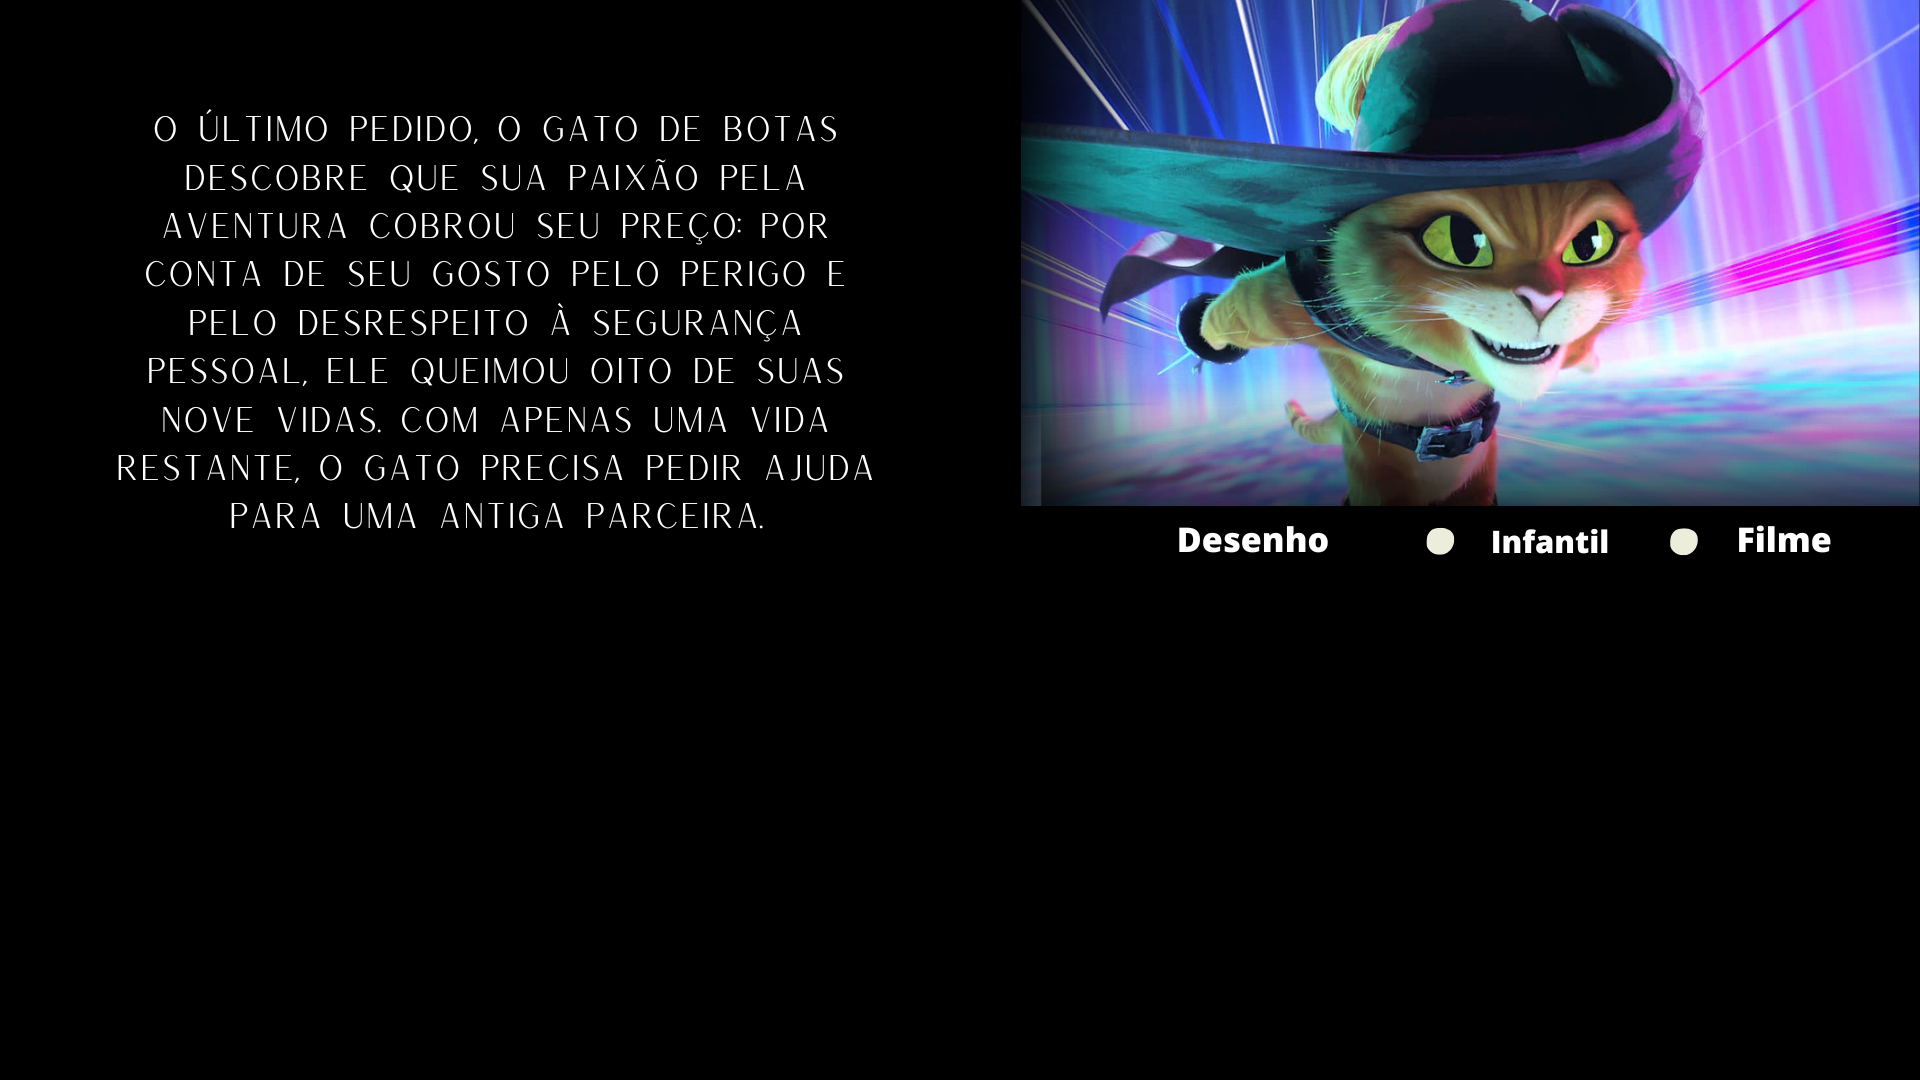 O ÚLTIMO PEDIDO, O GATO DE BOTAS
DESCOBRE QUE SUA PAIXÃO PELA
AVENTURA COBROU SEU PREÇO: POR
CONTA DE SEU GOSTO PELO PERIGO E
PELO DESRESPEITO À SEGURANÇA
PESSOAL, ELE QUEIMOU OITO DE SUAS
NOVE VIDAS. COM APENAS UMA VIDA
RESTANTE, O GATO PRECISA PEDIR AJUDA
PARA UMA ANTIGA PARCEIRA.
Desenho Infantil Filme